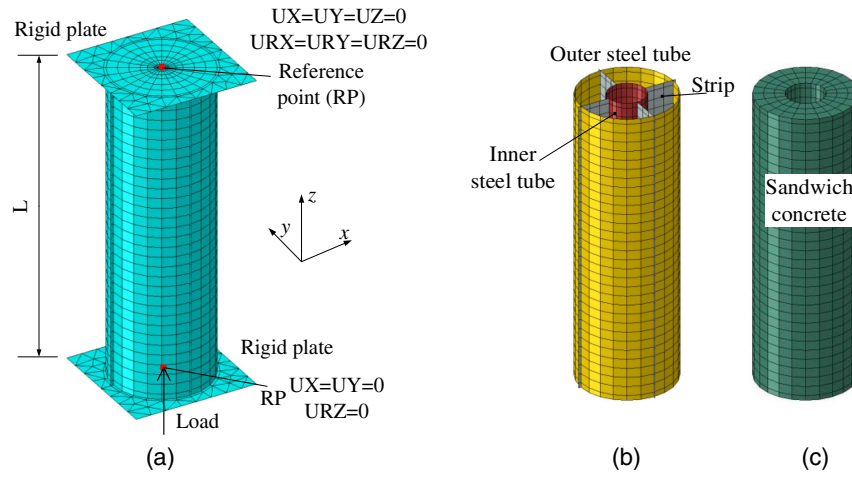 UX=UY=UZ=0
Rigid plate
URX=URY=URZ=0
Reference
point (RP)
L
z
y
x
Rigid plate
RP
UX=UY=0
URZ=0
Load
(a)
Outer steel tube
Strip
Inner
steel tube
(b)
Sandwich
concrete
(c)